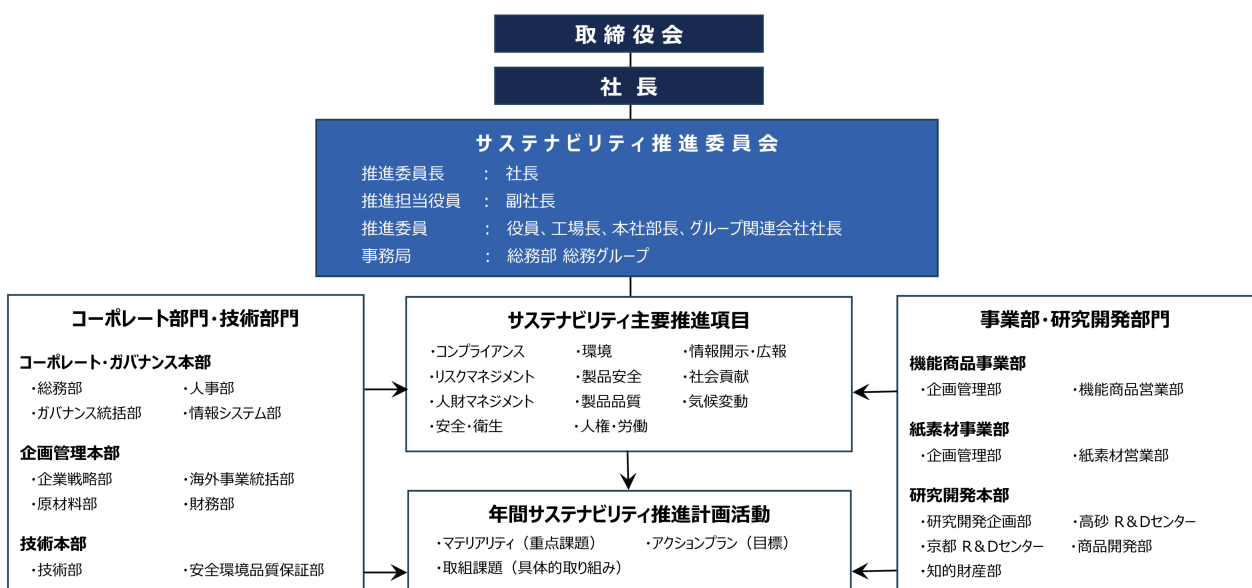 取締役会
社長
サステナビリティ推進委員会
推進委員長 : 社長
推進担当役員 : 副社長
推進委員 : 役員、工場長、本社部長、グループ関連会社社長
事務局 : 総務部 総務グループ
コーポレート部門・技術部門
コーポレート・ガバナンス本部
・総務部 ・人事部
・ガバナンス統括部 ・情報システム部
企画管理本部
・企業戦略部 ・海外事業統括部
・原材料部 ・財務部
技術本部
・技術部 ・安全環境品質保証部
サステナビリティ主要推進項目
・コンプライアンス ・環境 ・情報開示・広報
・リスクマネジメント ・製品安全 ・社会貢献
・人財マネジメント ・製品品質 ・気候変動
・安全・衛生 ・人権・労働
年間サステナビリティ推進計画活動
・マテリアリティ（重点課題） ・アクションプラン（目標）
・取組課題（具体的取り組み）
事業部・研究開発部門
機能商品事業部
・企画管理部 ・機能商品営業部
紙素材事業部
・企画管理部 ・紙素材営業部
研究開発本部
・研究開発企画部 ・高砂 R＆Dセンター
・京都 R＆Dセンター ・商品開発部
・知的財産部